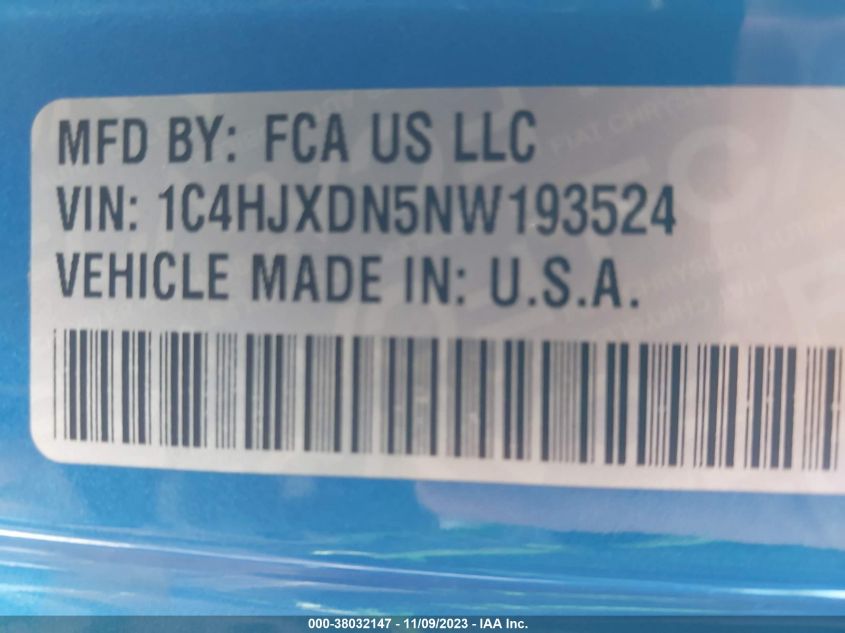 MFD BY: FCA US LLC
VIN: 1C4HJXDN5NW193524
VEHICLE MADE IN: U.S.A.
000-38032147 - 11/09/2023 - IAA Inc.